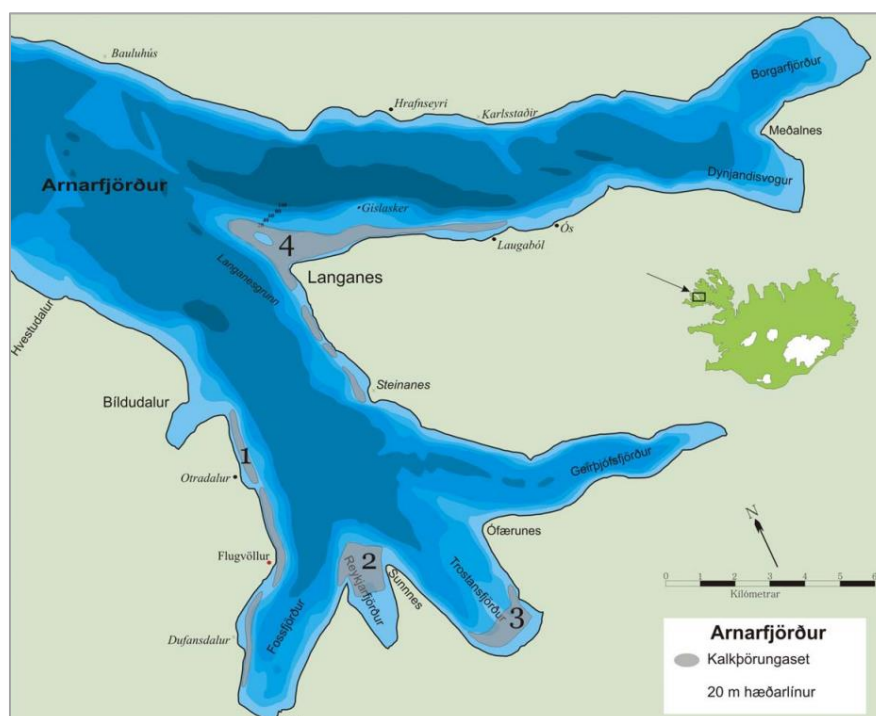 Bauluhús
Hrafnseyri
Karlsstaðir
Borgarfjörður
Meðalnes
Dynjandisvogur
Arnarfjörður
Gíslasker
Ós
4
Laugaból
Langanes
Langanesgrunn
Hvestudalur
Steinanes
Bíldudalur
1
Otradalur
Geirþjófsfjörður
Ófærunes
Flugvöllur
2
Reykjarfjörður
Sunnnes
Trostansfjörður
3
Dufansdalur
Fossfjörður
N
0 1 2 3 4 5 6
Kílómetrar
Arnarfjörður
Kalkþörungaset
20 m hæðarlínur